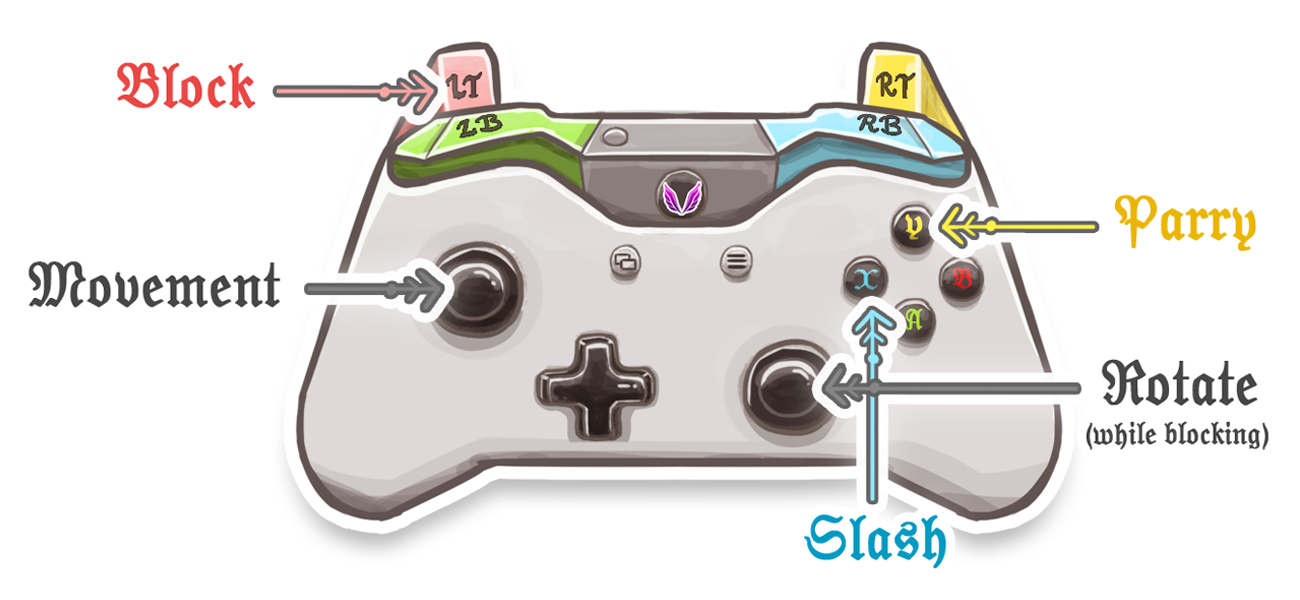 Block
LT
RT
LB
RB
Y
Parry
Movement
X
B
A
Rotate
(while blocking)
Slash